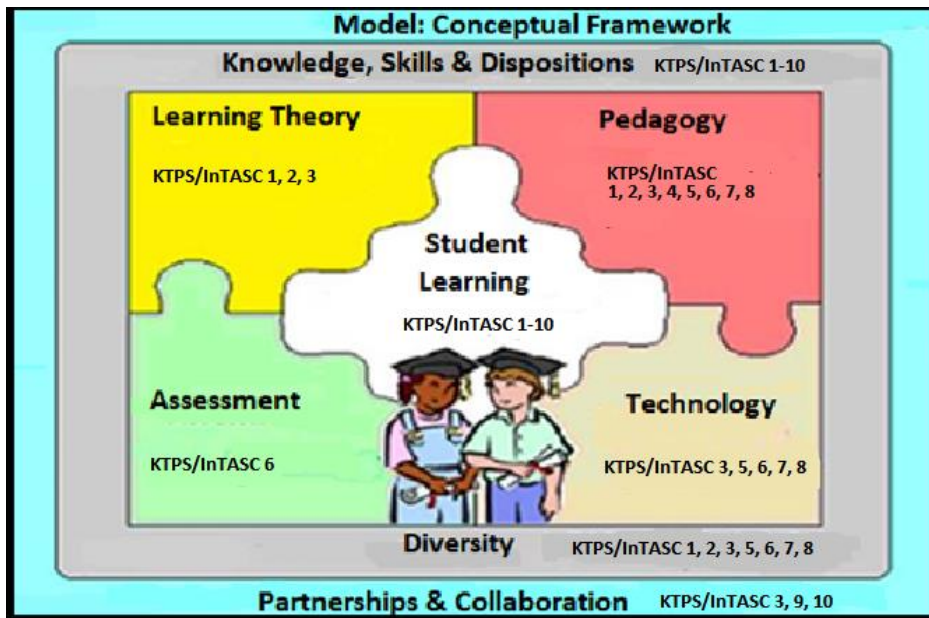 Model: Conceptual Framework
Knowledge, Skills & Dispositions KTPS/InTASC 1-10
Learning Theory
KTPS/InTASC 1, 2, 3
Pedagogy
KTPS/InTASC
1, 2, 3, 4, 5, 6, 7, 8
Student
Learning
KTPS/InTASC 1-10
Assessment
KTPS/InTASC 6
Technology
KTPS/InTASC 3, 5, 6, 7, 8
Diversity KTPS/InTASC 1, 2, 3, 5, 6, 7, 8
Partnerships & Collaboration KTPS/InTASC 3, 9, 10